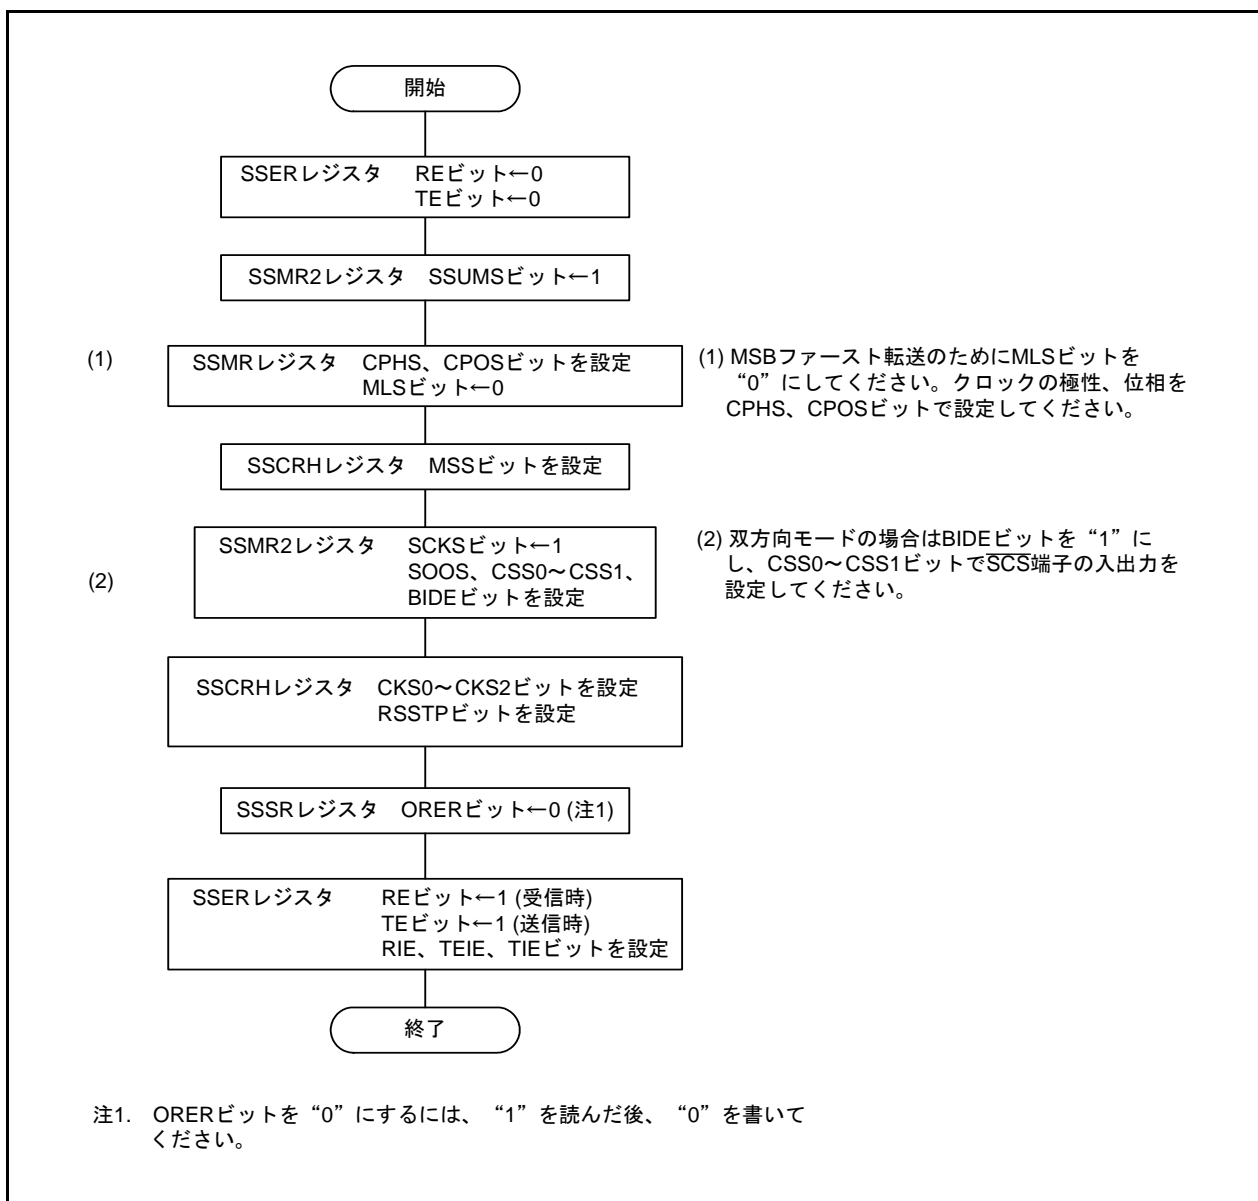 開始
SSERレジスタ REビット←0
TEビット←0
SSMR2レジスタ SSUMSビット←1
(1)
SSMRレジスタ CPHS、CPOSビットを設定
MLSビット←0
(1) MSBファースト転送のためにMLSビットを
“0”にしてください。クロックの極性、位相を
CPHS、CPOSビットで設定してください。
SSCRHレジスタ MSSビットを設定
(2)
SSMR2レジスタ SCKSビット←1
SOOS、CSS0～CSS1、
BIDEビットを設定
(2) 双方向モードの場合はBIDEビットを“1”に
し、CSS0～CSS1ビットでSCS端子の入出力を
設定してください。
SSCRHレジスタ CKS0～CKS2ビットを設定
RSSTPビットを設定
SSSRレジスタ ORERビット←0 (注1)
SSERレジスタ REビット←1 (受信時)
TEビット←1 (送信時)
RIE、TEIE、TIEビットを設定
終了
注1. ORERビットを“0”にするには、“1”を読んだ後、“0”を書いて
ください。